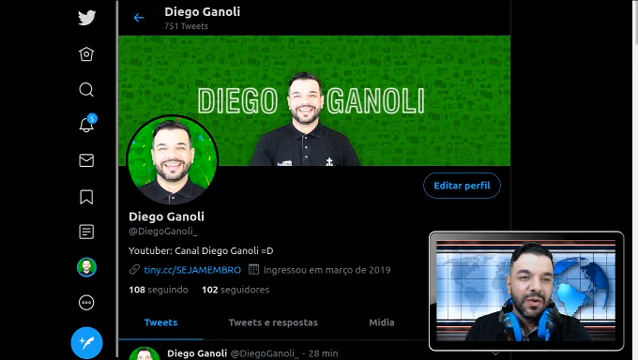 Diego Ganoli
751 Tweets
DIEGO GANOLI
5
Editar perfil
Diego Ganoli
@DiegoGanoli_
Youtuber: Canal Diego Ganoli =D
tiny.cc/SEJAMEMBRO Ingressou em março de 2019
108 seguindo 102 seguidores
Tweets Tweets e respostas Mídia
Diego Ganoli @DiegoGanoli_ · 28 min